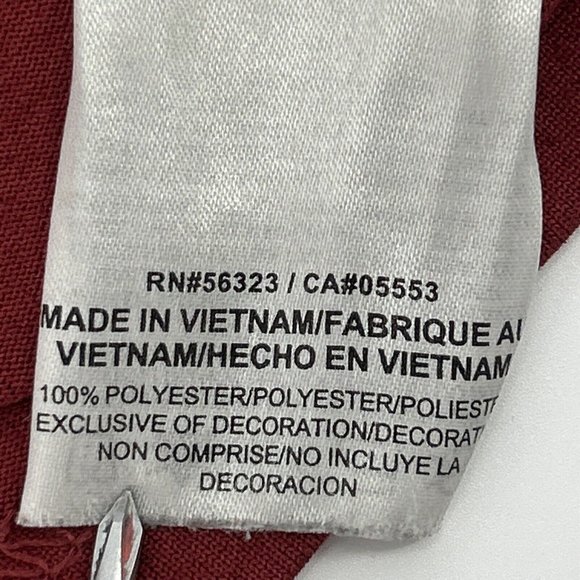 RN#56323 / CA#05553
MADE IN VIETNAM/FABRIQUE AU
VIETNAM/HECHO EN VIETNAM
100% POLYESTER/POLYESTER/POLIEST
EXCLUSIVE OF DECORATION/DECORAT
NON COMPRISE/NO INCLUYE LA
DECORACION